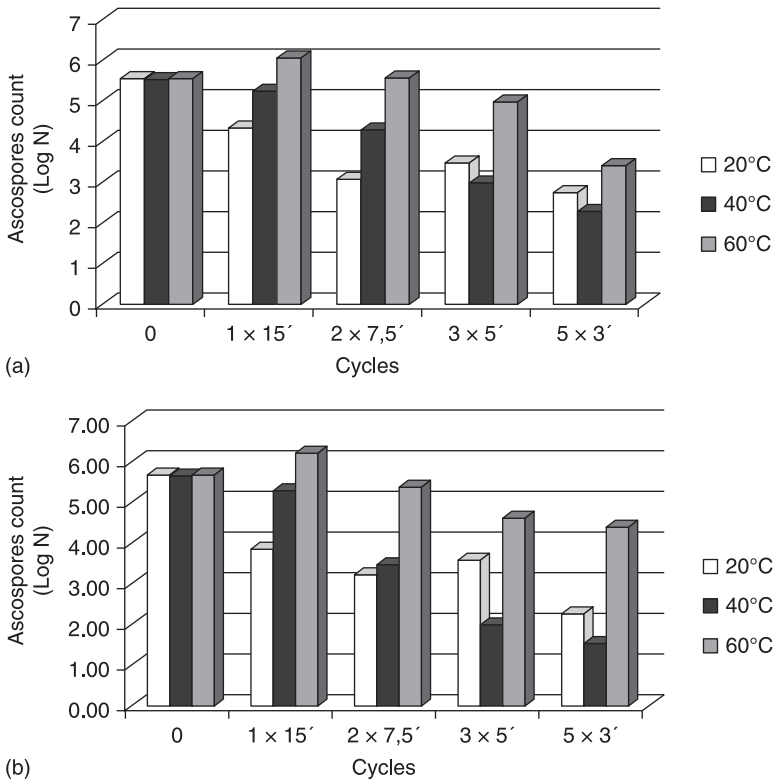 7
6
5
4
3
2
1
0
Ascospores count
(Log N)
0
1 × 15´
2 × 7,5´
3 × 5´
5 × 3´
Cycles
20°C
40°C
60°C
(a)
7.00
6.00
5.00
4.00
3.00
2.00
1.00
0.00
Ascospores count
(Log N)
0
1 × 15´
2 × 7,5´
3 × 5´
5 × 3´
Cycles
20°C
40°C
60°C
(b)